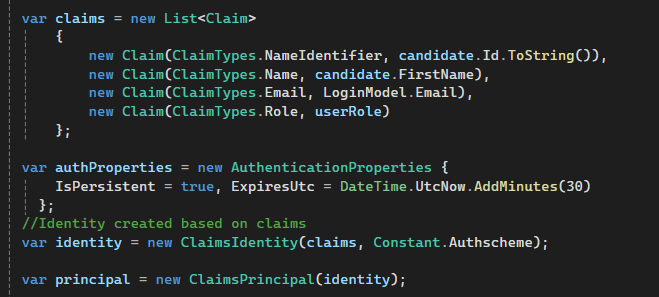 var claims = new List<Claim>
{
new Claim(ClaimTypes.NameIdentifier, candidate.Id.ToString()),
new Claim(ClaimTypes.Name, candidate.FirstName),
new Claim(ClaimTypes.Email, LoginModel.Email),
new Claim(ClaimTypes.Role, userRole)
};
var authProperties = new AuthenticationProperties {
IsPersistent = true, ExpiresUtc = DateTime.UtcNow.AddMinutes(30)
};
//Identity created based on claims
var identity = new ClaimsIdentity(claims, Constant.Authscheme);
var principal = new ClaimsPrincipal(identity);